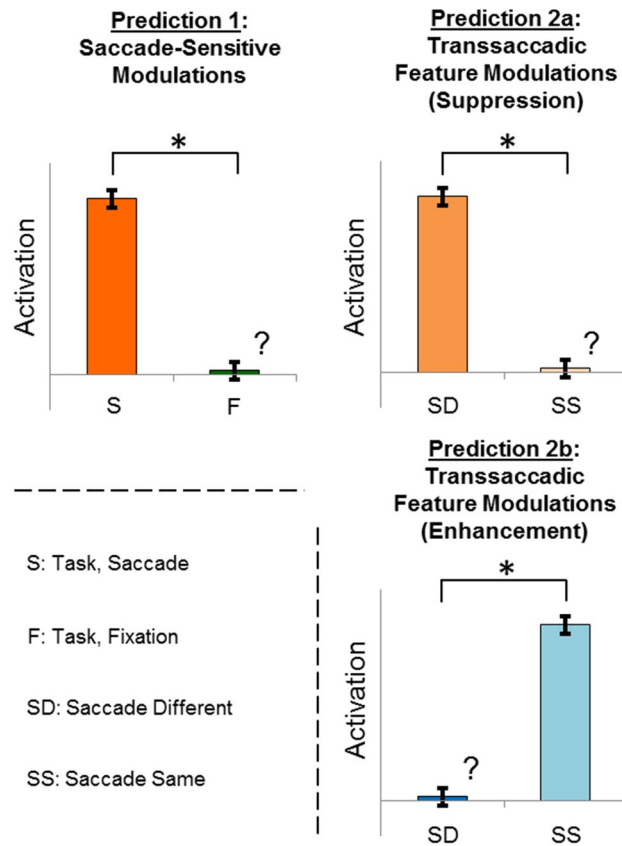 Prediction 1:
Saccade-Sensitive
Modulations
*
Activation
?
S
F
Prediction 2a:
Transsaccadic
Feature Modulations
(Suppression)
*
Activation
?
SD
SS
S: Task, Saccade
F: Task, Fixation
SD: Saccade Different
SS: Saccade Same
Prediction 2b:
Transsaccadic
Feature Modulations
(Enhancement)
*
Activation
?
SD
SS